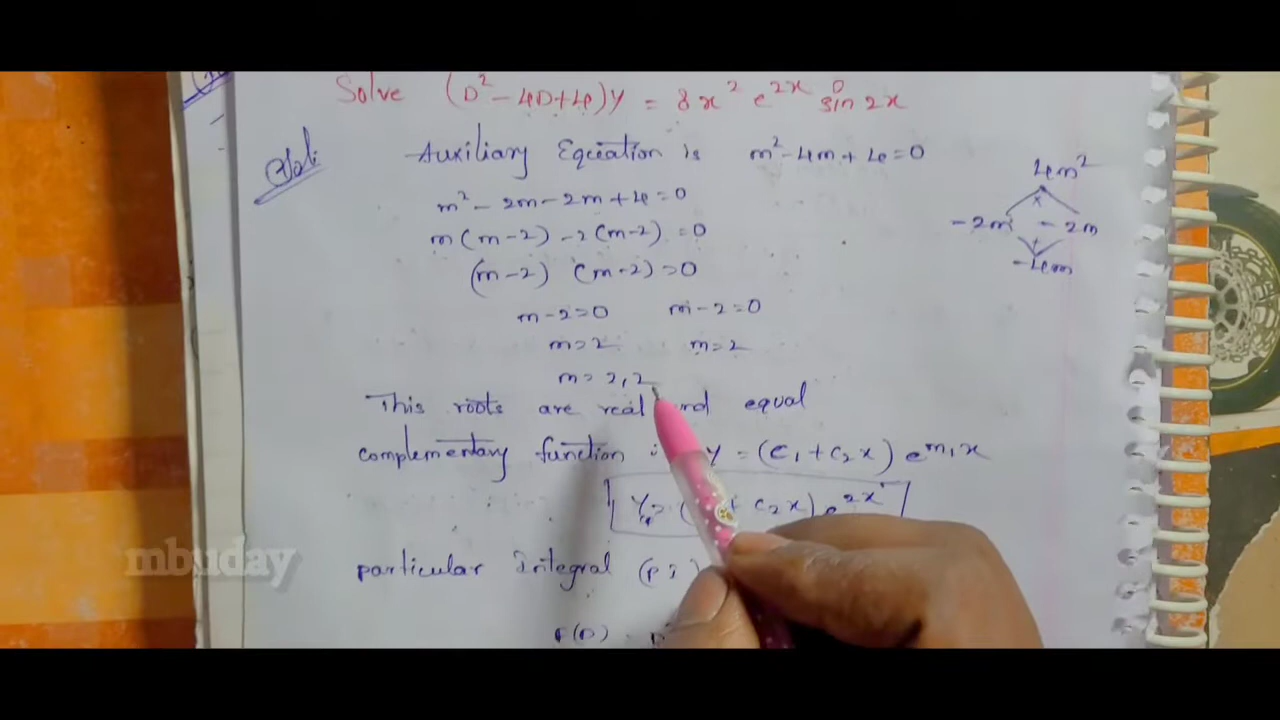 Solve (D² - 4D+4)Y = 8x² e^2x sin 2x
Sol:
Auxiliary Equation is m² - 4m + 4 = 0
4m²
m² - 2m - 2m + 4 = 0
x
-2m - 2m
m(m-2) -2(m-2) = 0
+
-4m
(m-2) (m-2) = 0
m-2=0 m-2=0
m=2 m=2
m= 2,2
This roots are real and equal
complementary function Y = (C₁+C₂x) e^m₁x
Yc= ( + C₂x) e^2x
particular Integral (P
F(D)
mbuday